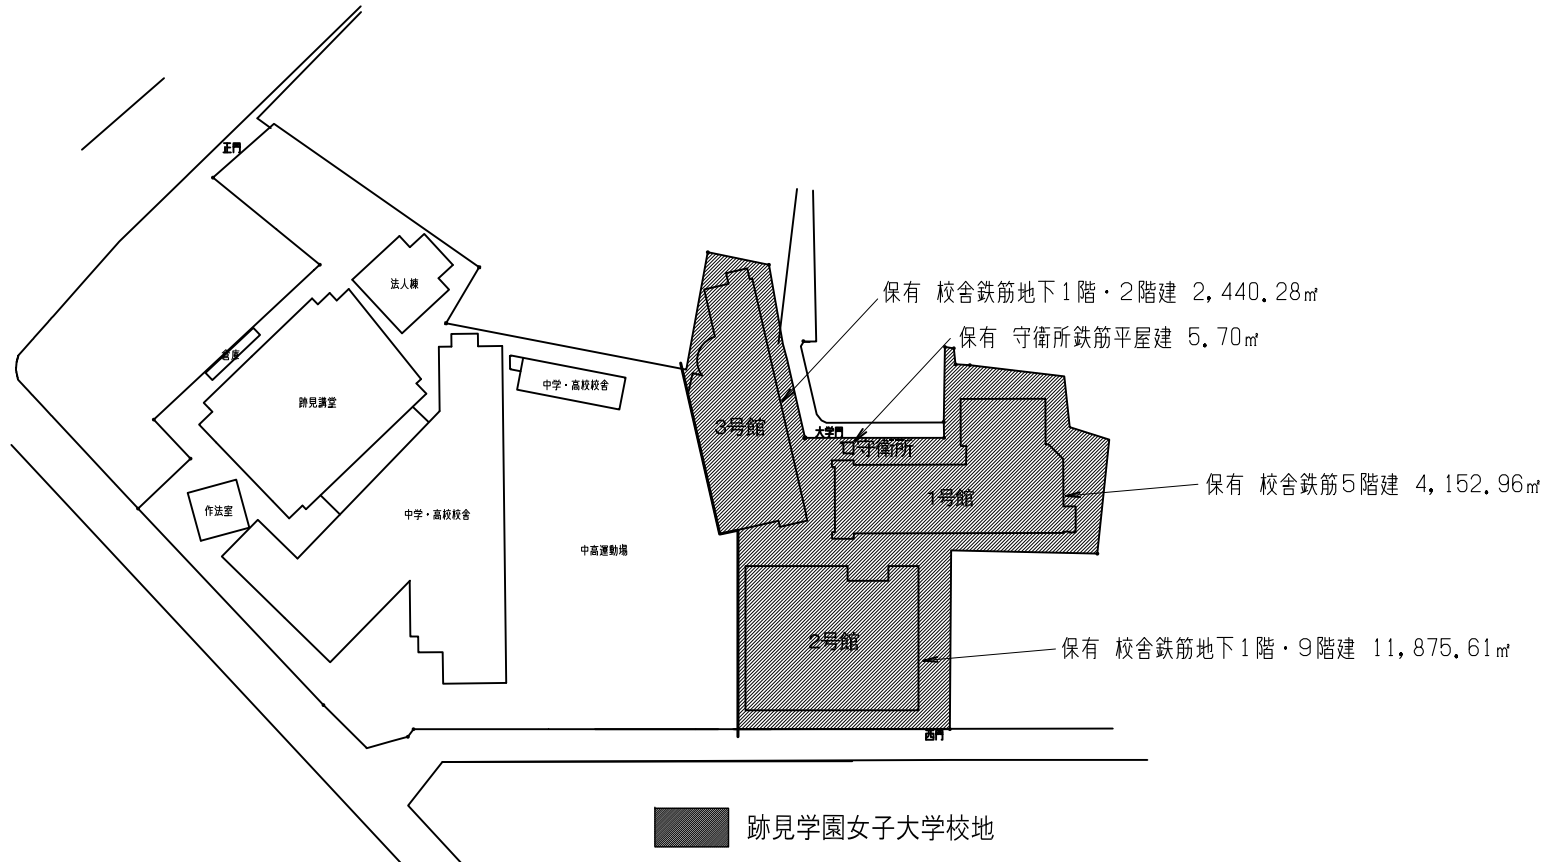 正門
法人棟
保有 校舎鉄筋地下1階・2階建 2,440.28㎡
保有 守衛所鉄筋平屋建 5.70㎡
倉庫
中学・高校校舎
跡見講堂
3号館
大学門
守衛所
保有 校舎鉄筋5階建 4,152.96㎡
1号館
作法室
中学・高校校舎
中高運動場
2号館
保有 校舎鉄筋地下1階・9階建 11,875.61㎡
西門
跡見学園女子大学校地